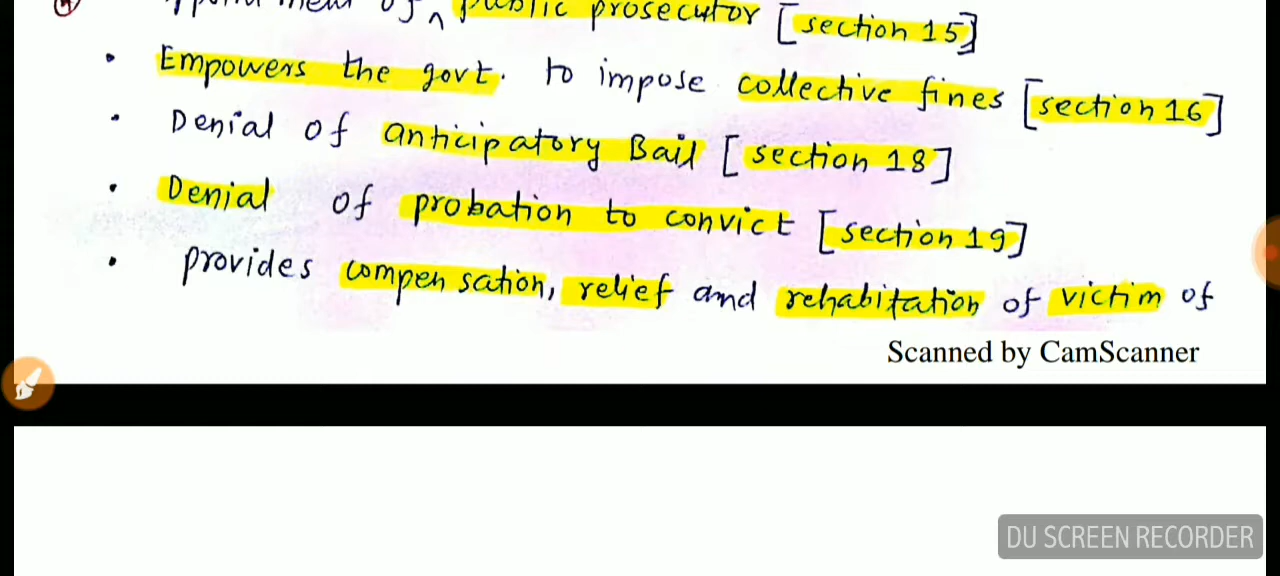 of ^ public prosecutor [section 15]
• Empowers the govt. to impose collective fines [section 16]
• Denial of anticipatory Bail [section 18]
• Denial of probation to convict [section 19]
• provides compensation, relief and rehabitation of victim of
Scanned by CamScanner
DU SCREEN RECORDER